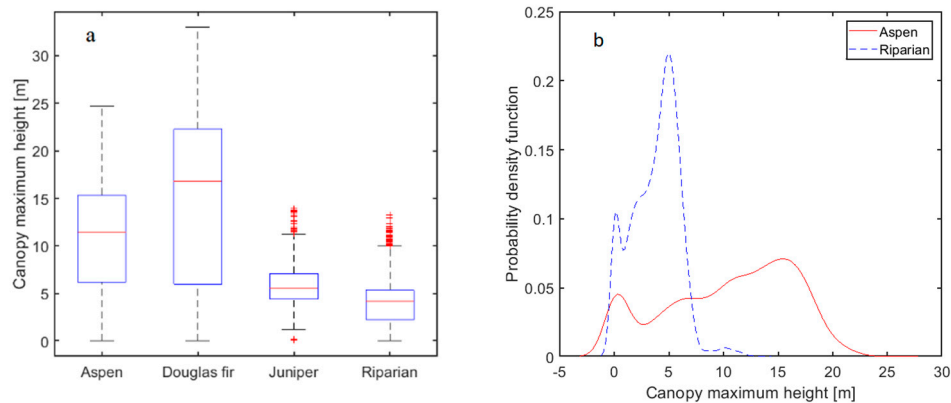 a
Canopy maximum height [m]
30
25
20
15
10
5
0
Aspen Douglas fir Juniper Riparian
b
Aspen
Riparian
Probability density function
0.25
0.2
0.15
0.1
0.05
0
-5 0 5 10 15 20 25 30
Canopy maximum height [m]